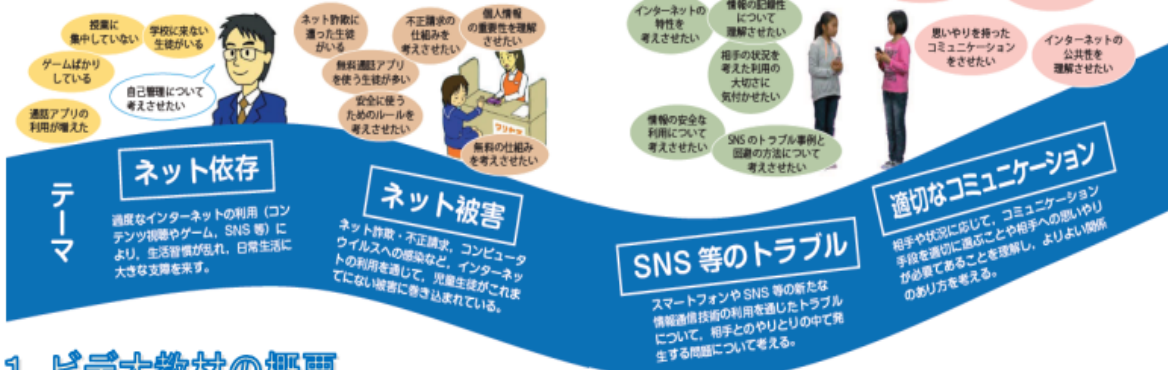 授業に
集中していない
学校に来ない
生徒がいる
ゲームばかり
している
自己管理について
考えさせたい
通話アプリの
利用が増えた
ネット詐欺に
遭った生徒
がいる
不正請求の
仕組みを
考えさせたい
個人情報
の重要性を理解
させたい
無料通話アプリ
を使う生徒が多い
安全に使う
ためのルールを
考えさせたい
無料の仕組み
を考えさせたい
インターネットの
特性を
考えさせたい
情報の記録性
について
理解させたい
相手の状況を
考えた利用の
大切さに
気付かせたい
情報の安全な
利用について
考えさせたい
SNSのトラブル事例と
回避の方法について
考えさせたい
思いやりを持った
コミュニケーション
をさせたい
インターネットの
公共性を
理解させたい
テーマ
ネット依存
過度なインターネットの利用（コン
テンツ視聴やゲーム，SNS 等）に
より，生活習慣が乱れ，日常生活に
大きな支障を来す。
ネット被害
ネット詐欺・不正請求，コンピュータ
ウイルスへの感染など，インターネッ
トの利用を通じて，児童生徒がこれま
でにない被害に巻き込まれている。
SNS 等のトラブル
スマートフォンや SNS 等の新たな
情報通信技術の利用を通じたトラブル
について，相手とのやりとりの中で発
生する問題について考える。
適切なコミュニケーション
相手や状況に応じて，コミュニケーション
手段を適切に選ぶことや相手への思いやり
が必要であることを理解し，よりよい関係
のあり方を考える。
1 ビデオ教材の概要